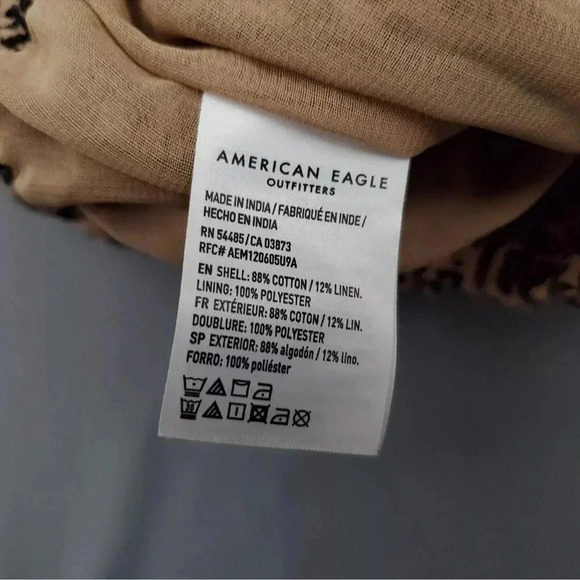 AMERICAN EAGLE
OUTFITTERS
MADE IN INDIA / FABRIQUÉ EN INDE /
HECHO EN INDIA
RN 54485 / CA 03873
RFC# AEM120605U9A
EN SHELL: 88% COTTON / 12% LINEN.
LINING: 100% POLYESTER
FR EXTÉRIEUR: 88% COTON / 12% LIN.
DOUBLURE: 100% POLYESTER
SP EXTERIOR: 88% algodón / 12% lino.
FORRO: 100% poliéster
30